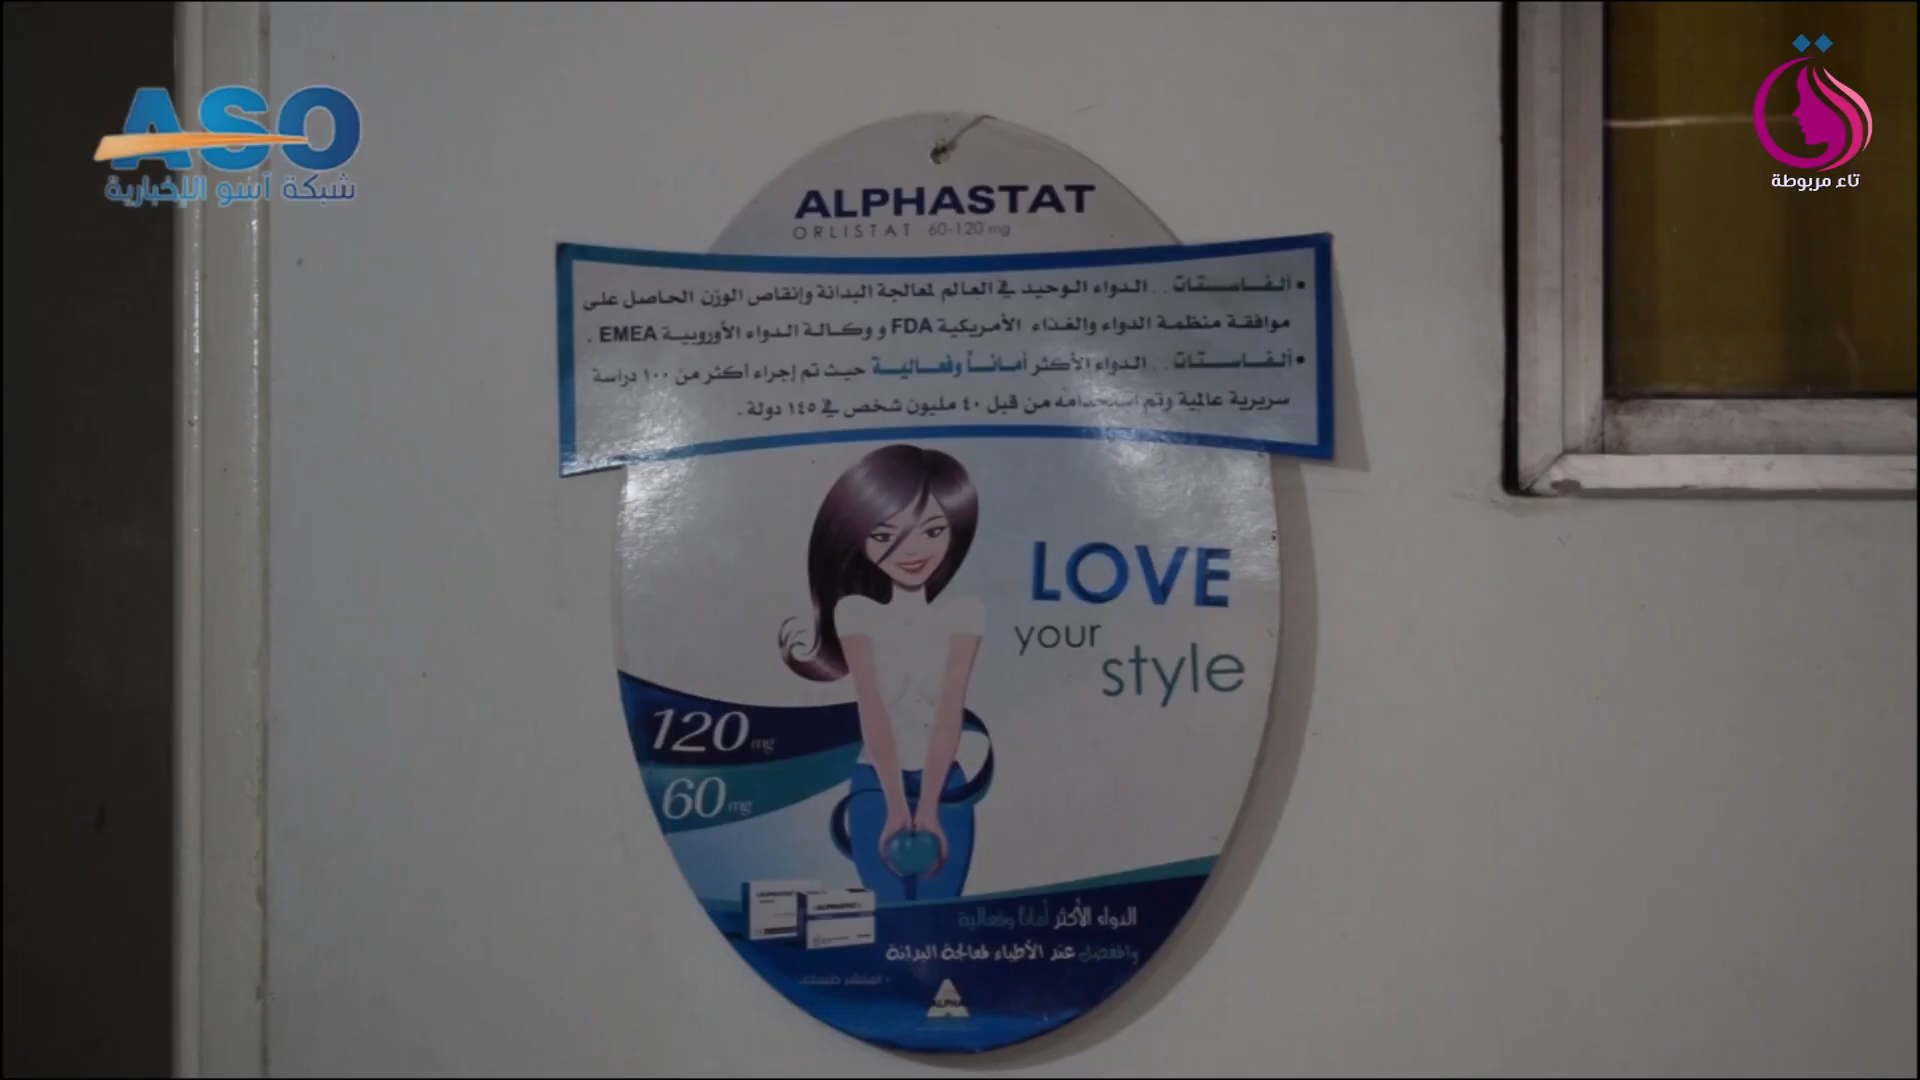 ASO
شبكة آسو الإخبارية
تاء مربوطة
ALPHASTAT
ORLISTAT 60-120 mg
• ألفاستات . . الدواء الوحيد في العالم لمعالجة البدانة وإنقاص الوزن الحاصل على
موافقة منظمة الدواء والغذاء الأمريكية FDA و وكالة الدواء الأوروبية EMEA .
• ألفاستات . . الدواء الأكثر أماناً وفعالية حيث تم إجراء أكثر من ١٠٠ دراسة
سريرية عالمية وتم استخدامه من قبل ٤٠ مليون شخص في ١٤٥ دولة .
LOVE
your
style
120 mg
60 mg
ALPHASTAT
ALPHASTAT
الدواء الأكثر أماناً وفعالية
والمفضل عند الأطباء لمعالجة البدانة
ALPHA